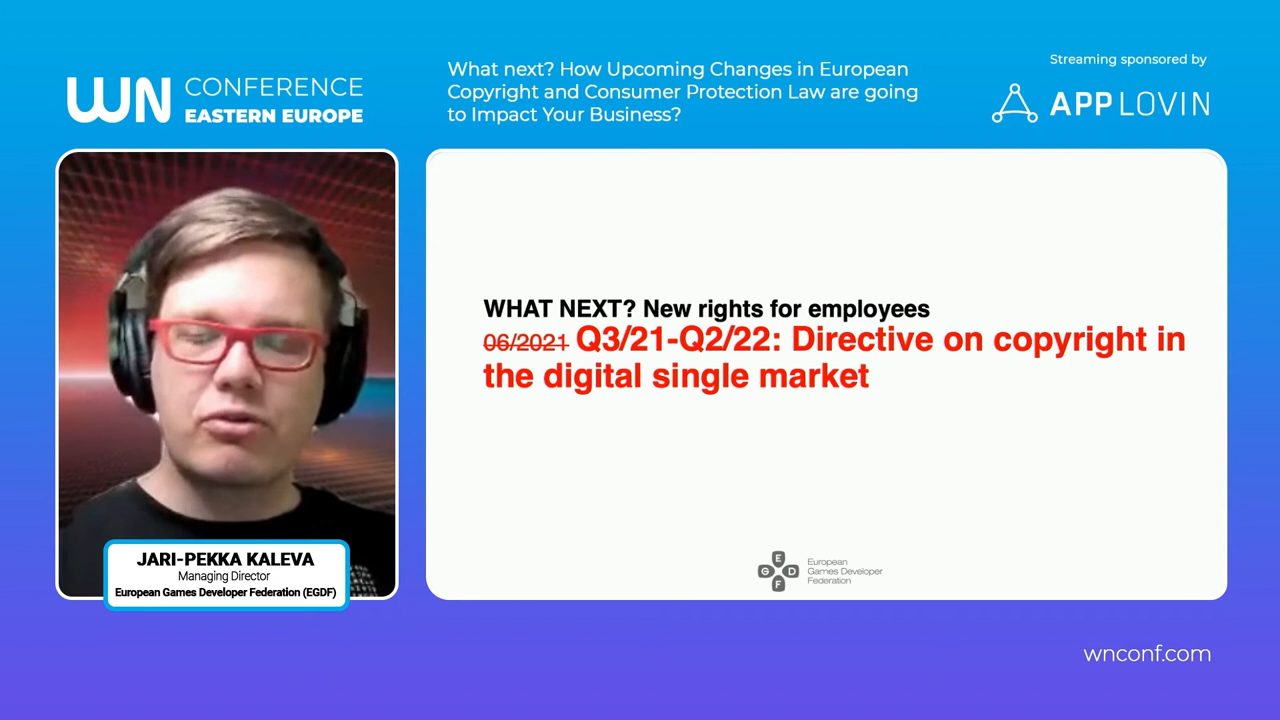 WN CONFERENCE
EASTERN EUROPE
What next? How Upcoming Changes in European
Copyright and Consumer Protection Law are going
to Impact Your Business?
Streaming sponsored by
APPLOVIN
WHAT NEXT? New rights for employees
06/2021 Q3/21-Q2/22: Directive on copyright in
the digital single market
JARI-PEKKA KALEVA
Managing Director
European Games Developer Federation (EGDF)
E
G D
F
European
Games Developer
Federation
wnconf.com